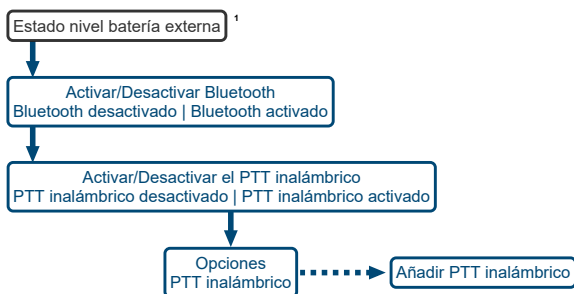 Estado nivel batería externa ¹
Activar/Desactivar Bluetooth
Bluetooth desactivado | Bluetooth activado
Activar/Desactivar el PTT inalámbrico
PTT inalámbrico desactivado | PTT inalámbrico activado
Opciones
PTT inalámbrico
Añadir PTT inalámbrico